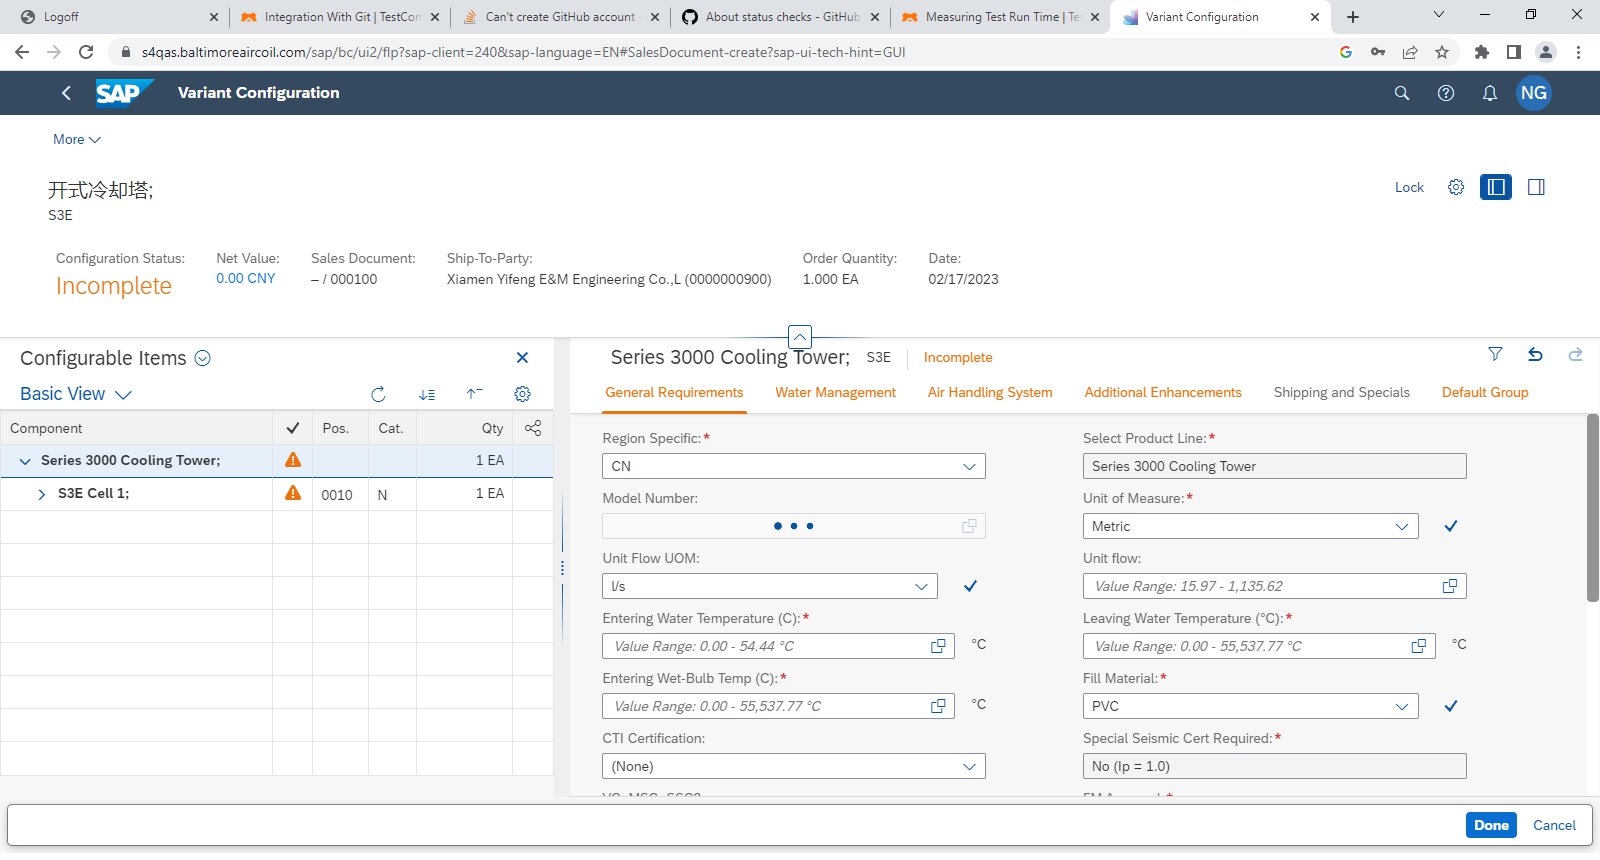 Logoff
Integration With Git | TestCom
Can't create GitHub account -
About status checks - GitHub
Measuring Test Run Time | Te
Variant Configuration
s4qas.baltimoreaircoil.com/sap/bc/ui2/flp?sap-client=240&sap-language=EN#SalesDocument-create?sap-ui-tech-hint=GUI
SAP
Variant Configuration
NG
More
开式冷却塔;
S3E
Lock
Configuration Status: Net Value: Sales Document: Ship-To-Party: Order Quantity: Date:
Incomplete 0.00 CNY – / 000100 Xiamen Yifeng E&M Engineering Co.,L (0000000900) 1.000 EA 02/17/2023
Configurable Items
Basic View
Component Pos. Cat. Qty
Series 3000 Cooling Tower; 1 EA
S3E Cell 1; 0010 N 1 EA
Series 3000 Cooling Tower; S3E Incomplete
General Requirements Water Management Air Handling System Additional Enhancements Shipping and Specials Default Group
Region Specific:* Select Product Line:*
CN Series 3000 Cooling Tower
Model Number: Unit of Measure:*
Metric
Unit Flow UOM: Unit flow:
l/s Value Range: 15.97 - 1,135.62
Entering Water Temperature (C):* Leaving Water Temperature (°C):*
Value Range: 0.00 - 54.44 °C °C Value Range: 0.00 - 55,537.77 °C °C
Entering Wet-Bulb Temp (C):* Fill Material:*
Value Range: 0.00 - 55,537.77 °C °C PVC
CTI Certification: Special Seismic Cert Required:*
(None) No (Ip = 1.0)
Done Cancel